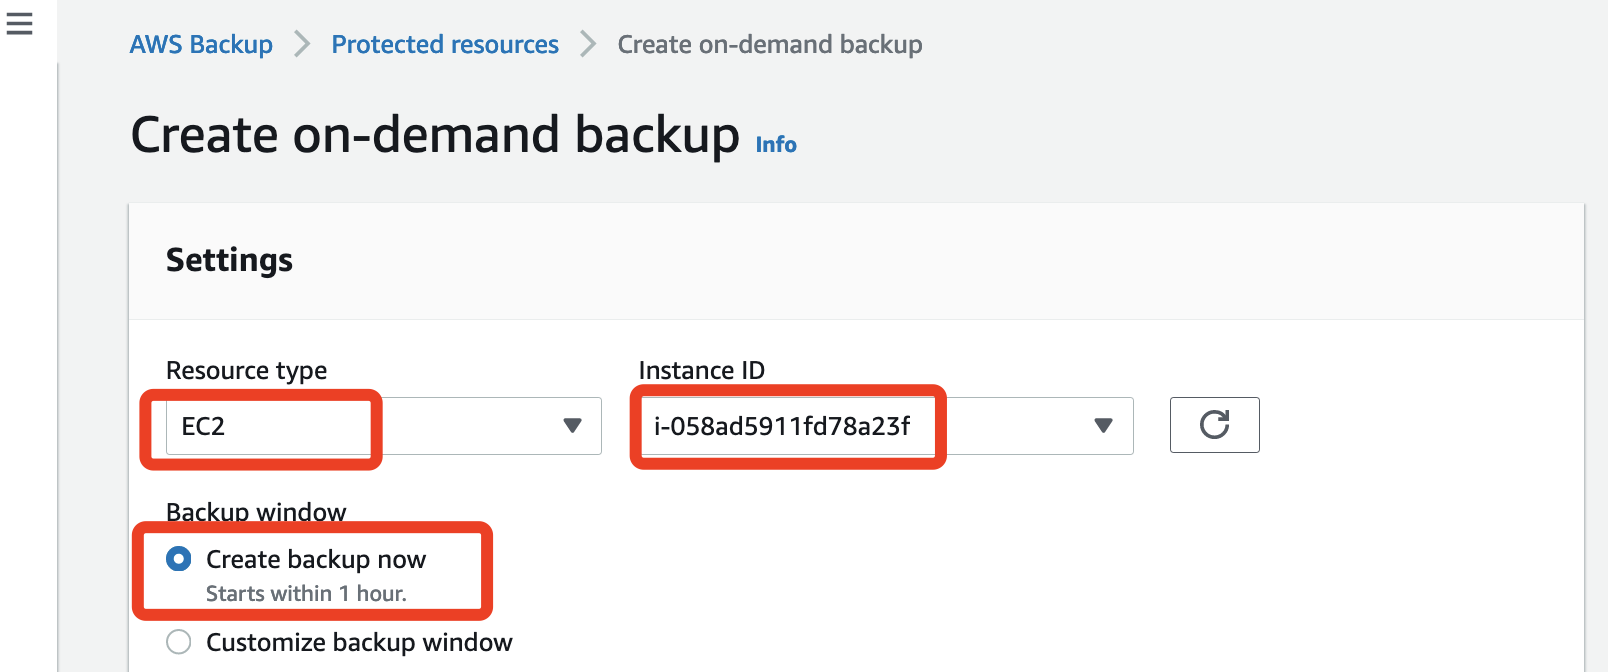 AWS Backup > Protected resources > Create on-demand backup
Create on-demand backup Info
Settings
Resource type
Instance ID
EC2
i-058ad5911fd78a23f
Backup window
Create backup now
Starts within 1 hour.
Customize backup window